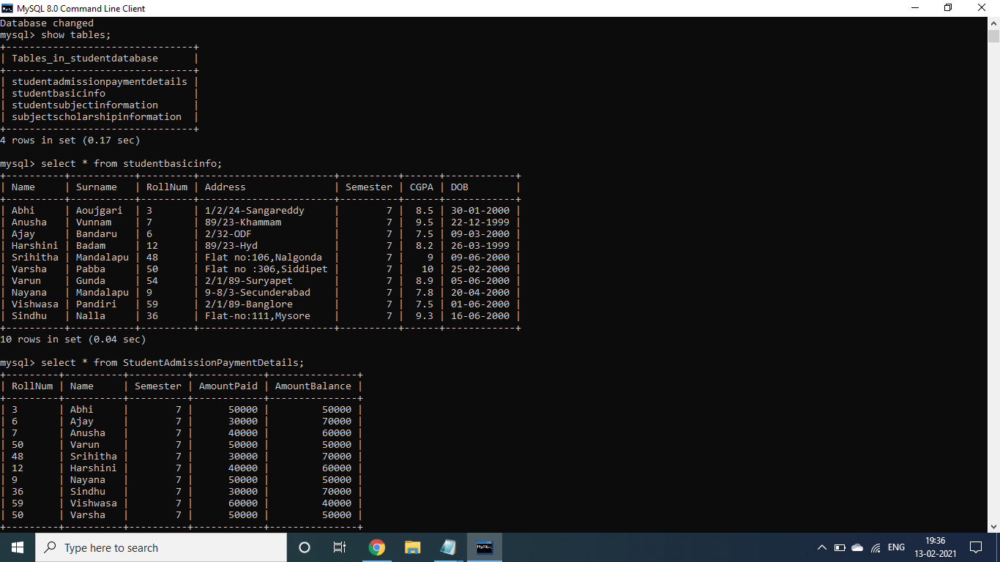 MySQL 8.0 Command Line Client
Database changed
mysql> show tables;
+--------------------------------+
| Tables_in_studentdatabase      |
+--------------------------------+
| studentadmissionpaymentdetails |
| studentbasicinfo               |
| studentsubjectinformation      |
| subjectscholarshipinformation  |
+--------------------------------+
4 rows in set (0.17 sec)
mysql> select * from studentbasicinfo;
+----------+-----------+---------+-----------------------+----------+------+------------+
| Name     | Surname   | RollNum | Address               | Semester | CGPA | DOB        |
+----------+-----------+---------+-----------------------+----------+------+------------+
| Abhi     | Aoujgari  | 3       | 1/2/24-Sangareddy     |        7 |  8.5 | 30-01-2000 |
| Anusha   | Vunnam    | 7       | 89/23-Khammam         |        7 |  9.5 | 22-12-1999 |
| Ajay     | Bandaru   | 6       | 2/32-ODF              |        7 |  7.5 | 09-03-2000 |
| Harshini | Badam     | 12      | 89/23-Hyd             |        7 |  8.2 | 26-03-1999 |
| Srihitha | Mandalapu | 48      | Flat no:106,Nalgonda  |        7 |    9 | 09-06-2000 |
| Varsha   | Pabba     | 50      | Flat no :306,Siddipet |        7 |   10 | 25-02-2000 |
| Varun    | Gunda     | 54      | 2/1/89-Suryapet       |        7 |  8.9 | 05-06-2000 |
| Nayana   | Mandalapu | 9       | 9-8/3-Secunderabad    |        7 |  7.8 | 20-04-2000 |
| Vishwasa | Pandiri   | 59      | 2/1/89-Banglore       |        7 |  7.5 | 01-06-2000 |
| Sindhu   | Nalla     | 36      | Flat-no:111,Mysore    |        7 |  9.3 | 16-06-2000 |
+----------+-----------+---------+-----------------------+----------+------+------------+
10 rows in set (0.04 sec)
mysql> select * from StudentAdmissionPaymentDetails;
+---------+----------+----------+------------+---------------+
| RollNum | Name     | Semester | AmountPaid | AmountBalance |
+---------+----------+----------+------------+---------------+
| 3       | Abhi     |        7 |      50000 |         50000 |
| 6       | Ajay     |        7 |      30000 |         70000 |
| 7       | Anusha   |        7 |      40000 |         60000 |
| 50      | Varun    |        7 |      50000 |         50000 |
| 48      | Srihitha |        7 |      30000 |         70000 |
| 12      | Harshini |        7 |      40000 |         60000 |
| 9       | Nayana   |        7 |      50000 |         50000 |
| 36      | Sindhu   |        7 |      30000 |         70000 |
| 59      | Vishwasa |        7 |      60000 |         40000 |
| 50      | Varsha   |        7 |      50000 |         50000 |
+---------+----------+----------+------------+---------------+
Type here to search
ENG
19:36
13-02-2021